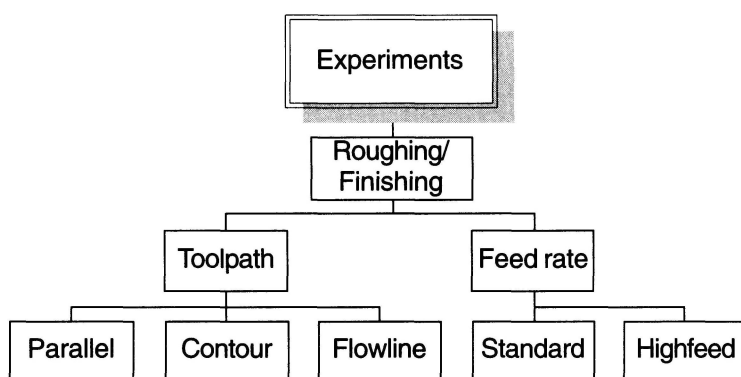 Experiments
Roughing/
Finishing
Toolpath
Feed rate
Parallel
Contour
Flowline
Standard
Highfeed